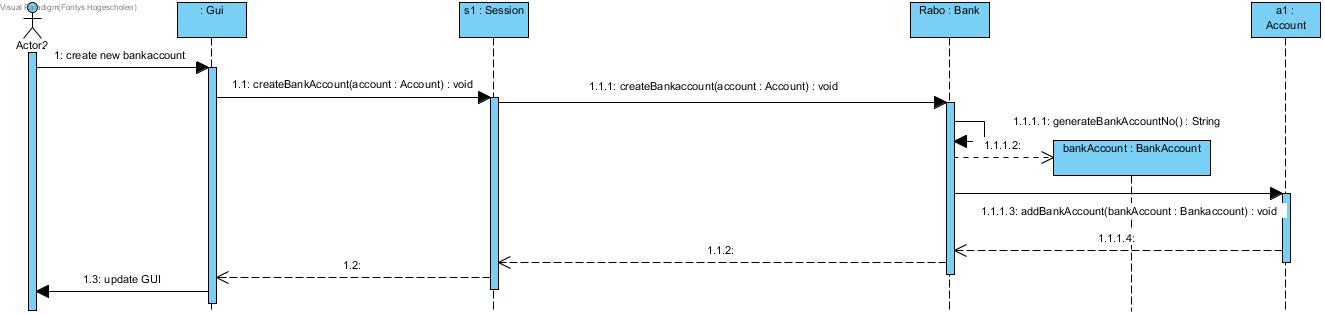 Visual Paradigm(Fontys Hogescholen)
: Gui
s1 : Session
Rabo : Bank
a1 :
Account
Actor2
1: create new bankaccount
1.1: createBankAccount(account : Account) : void
1.1.1: createBankaccount(account : Account) : void
1.1.1.1: generateBankAccountNo() : String
1.1.1.2:
bankAccount : BankAccount
1.1.1.3: addBankAccount(bankAccount : Bankaccount) : void
1.1.1.4:
1.1.2:
1.2:
1.3: update GUI